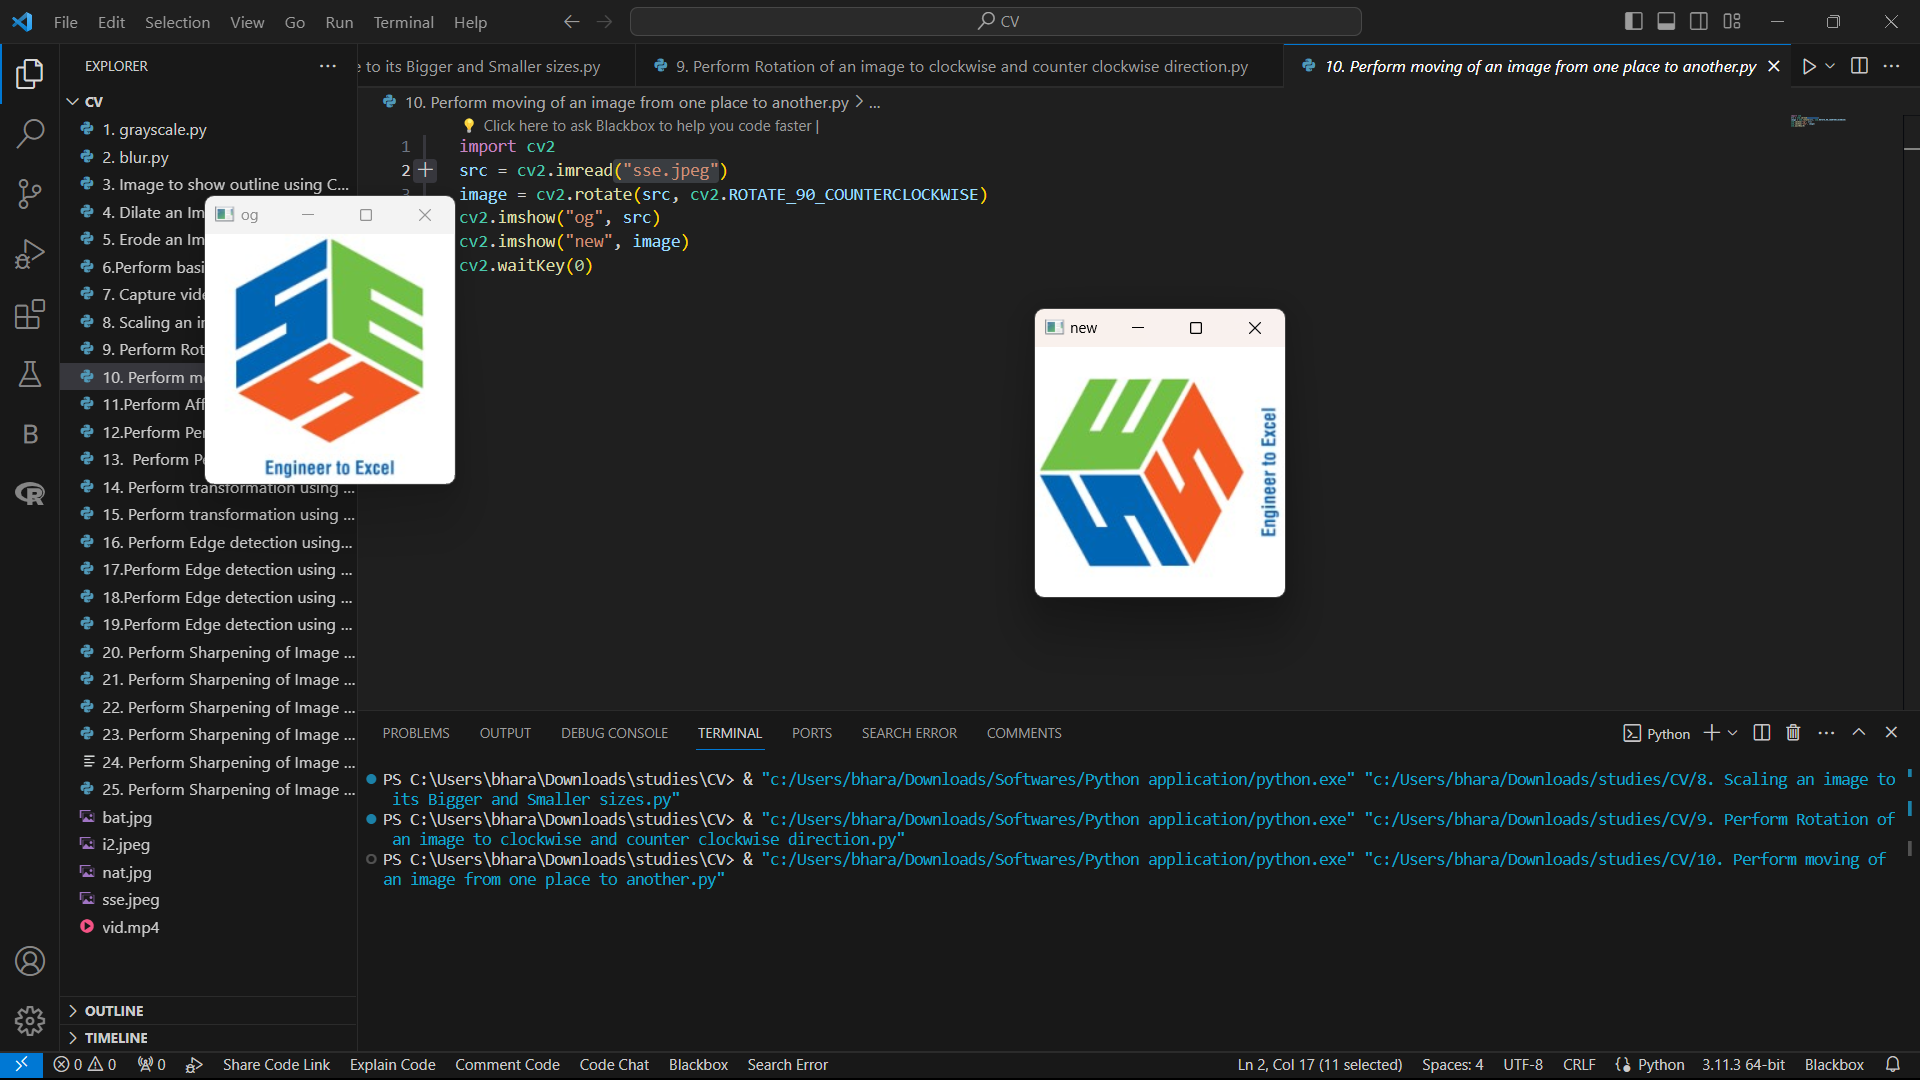 File Edit Selection View Go Run Terminal Help
CV
EXPLORER
e to its Bigger and Smaller sizes.py
9. Perform Rotation of an image to clockwise and counter clockwise direction.py
10. Perform moving of an image from one place to another.py
CV
1. grayscale.py
2. blur.py
3. Image to show outline using C...
4. Dilate an Im
5. Erode an Im
6.Perform basi
7. Capture vide
8. Scaling an i
9. Perform Rot
10. Perform m
11.Perform Aff
12.Perform Per
13. Perform P
14. Perform transformation using ...
15. Perform transformation using ...
16. Perform Edge detection using...
17.Perform Edge detection using ...
18.Perform Edge detection using ...
19.Perform Edge detection using ...
20. Perform Sharpening of Image ...
21. Perform Sharpening of Image ...
22. Perform Sharpening of Image ...
23. Perform Sharpening of Image ...
24. Perform Sharpening of Image ...
25. Perform Sharpening of Image ...
bat.jpg
i2.jpeg
nat.jpg
sse.jpeg
vid.mp4
OUTLINE
TIMELINE
10. Perform moving of an image from one place to another.py > ...
Click here to ask Blackbox to help you code faster |
1 import cv2
2 src = cv2.imread("sse.jpeg")
3 image = cv2.rotate(src, cv2.ROTATE_90_COUNTERCLOCKWISE)
cv2.imshow("og", src)
cv2.imshow("new", image)
cv2.waitKey(0)
og
SES
Engineer to Excel
new
SES
Engineer to Excel
PROBLEMS OUTPUT DEBUG CONSOLE TERMINAL PORTS SEARCH ERROR COMMENTS
Python
PS C:\Users\bhara\Downloads\studies\CV> & "c:/Users/bhara/Downloads/Softwares/Python application/python.exe" "c:/Users/bhara/Downloads/studies/CV/8. Scaling an image to
its Bigger and Smaller sizes.py"
PS C:\Users\bhara\Downloads\studies\CV> & "c:/Users/bhara/Downloads/Softwares/Python application/python.exe" "c:/Users/bhara/Downloads/studies/CV/9. Perform Rotation of
an image to clockwise and counter clockwise direction.py"
PS C:\Users\bhara\Downloads\studies\CV> & "c:/Users/bhara/Downloads/Softwares/Python application/python.exe" "c:/Users/bhara/Downloads/studies/CV/10. Perform moving of
an image from one place to another.py"
0 0 0 Share Code Link Explain Code Comment Code Code Chat Blackbox Search Error
Ln 2, Col 17 (11 selected) Spaces: 4 UTF-8 CRLF Python 3.11.3 64-bit Blackbox